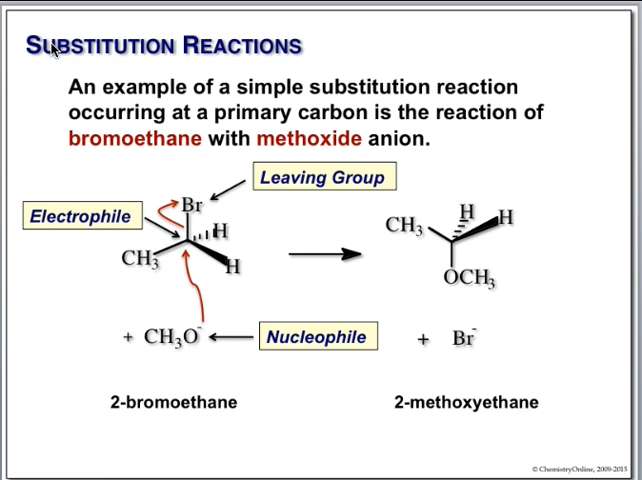 SUBSTITUTION REACTIONS
An example of a simple substitution reaction
occurring at a primary carbon is the reaction of
bromoethane with methoxide anion.
Leaving Group
Electrophile
Br
H
CH₃
H
CH₃
H
H
OCH₃
+ CH₃O⁻
Nucleophile
+ Br⁻
2-bromoethane
2-methoxyethane
© ChemistryOnline, 2009-2015